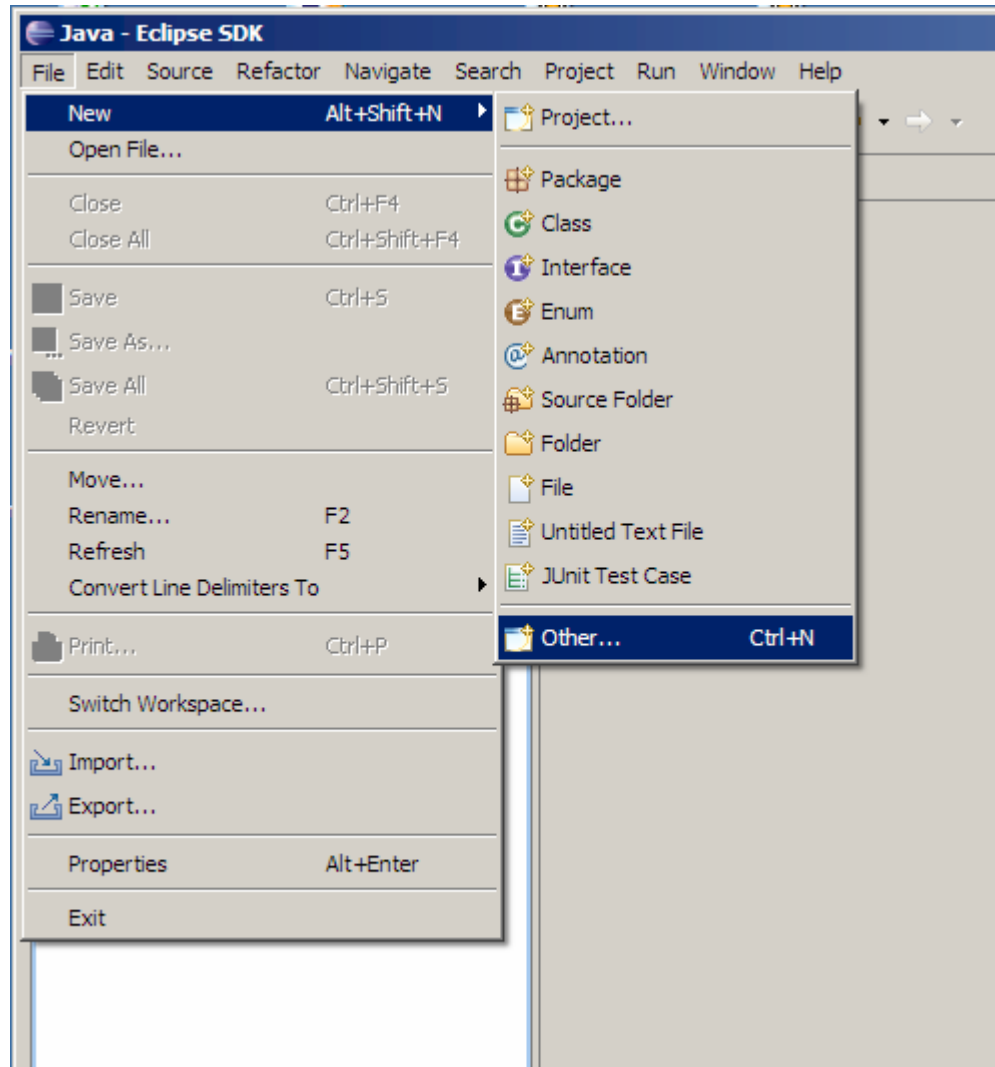 Java - Eclipse SDK
File Edit Source Refactor Navigate Search Project Run Window Help
New Alt+Shift+N
Open File...
Close Ctrl+F4
Close All Ctrl+Shift+F4
Save Ctrl+S
Save As...
Save All Ctrl+Shift+S
Revert
Move...
Rename... F2
Refresh F5
Convert Line Delimiters To
Print... Ctrl+P
Switch Workspace...
Import...
Export...
Properties Alt+Enter
Exit
Project...
Package
Class
Interface
Enum
Annotation
Source Folder
Folder
File
Untitled Text File
JUnit Test Case
Other... Ctrl+N